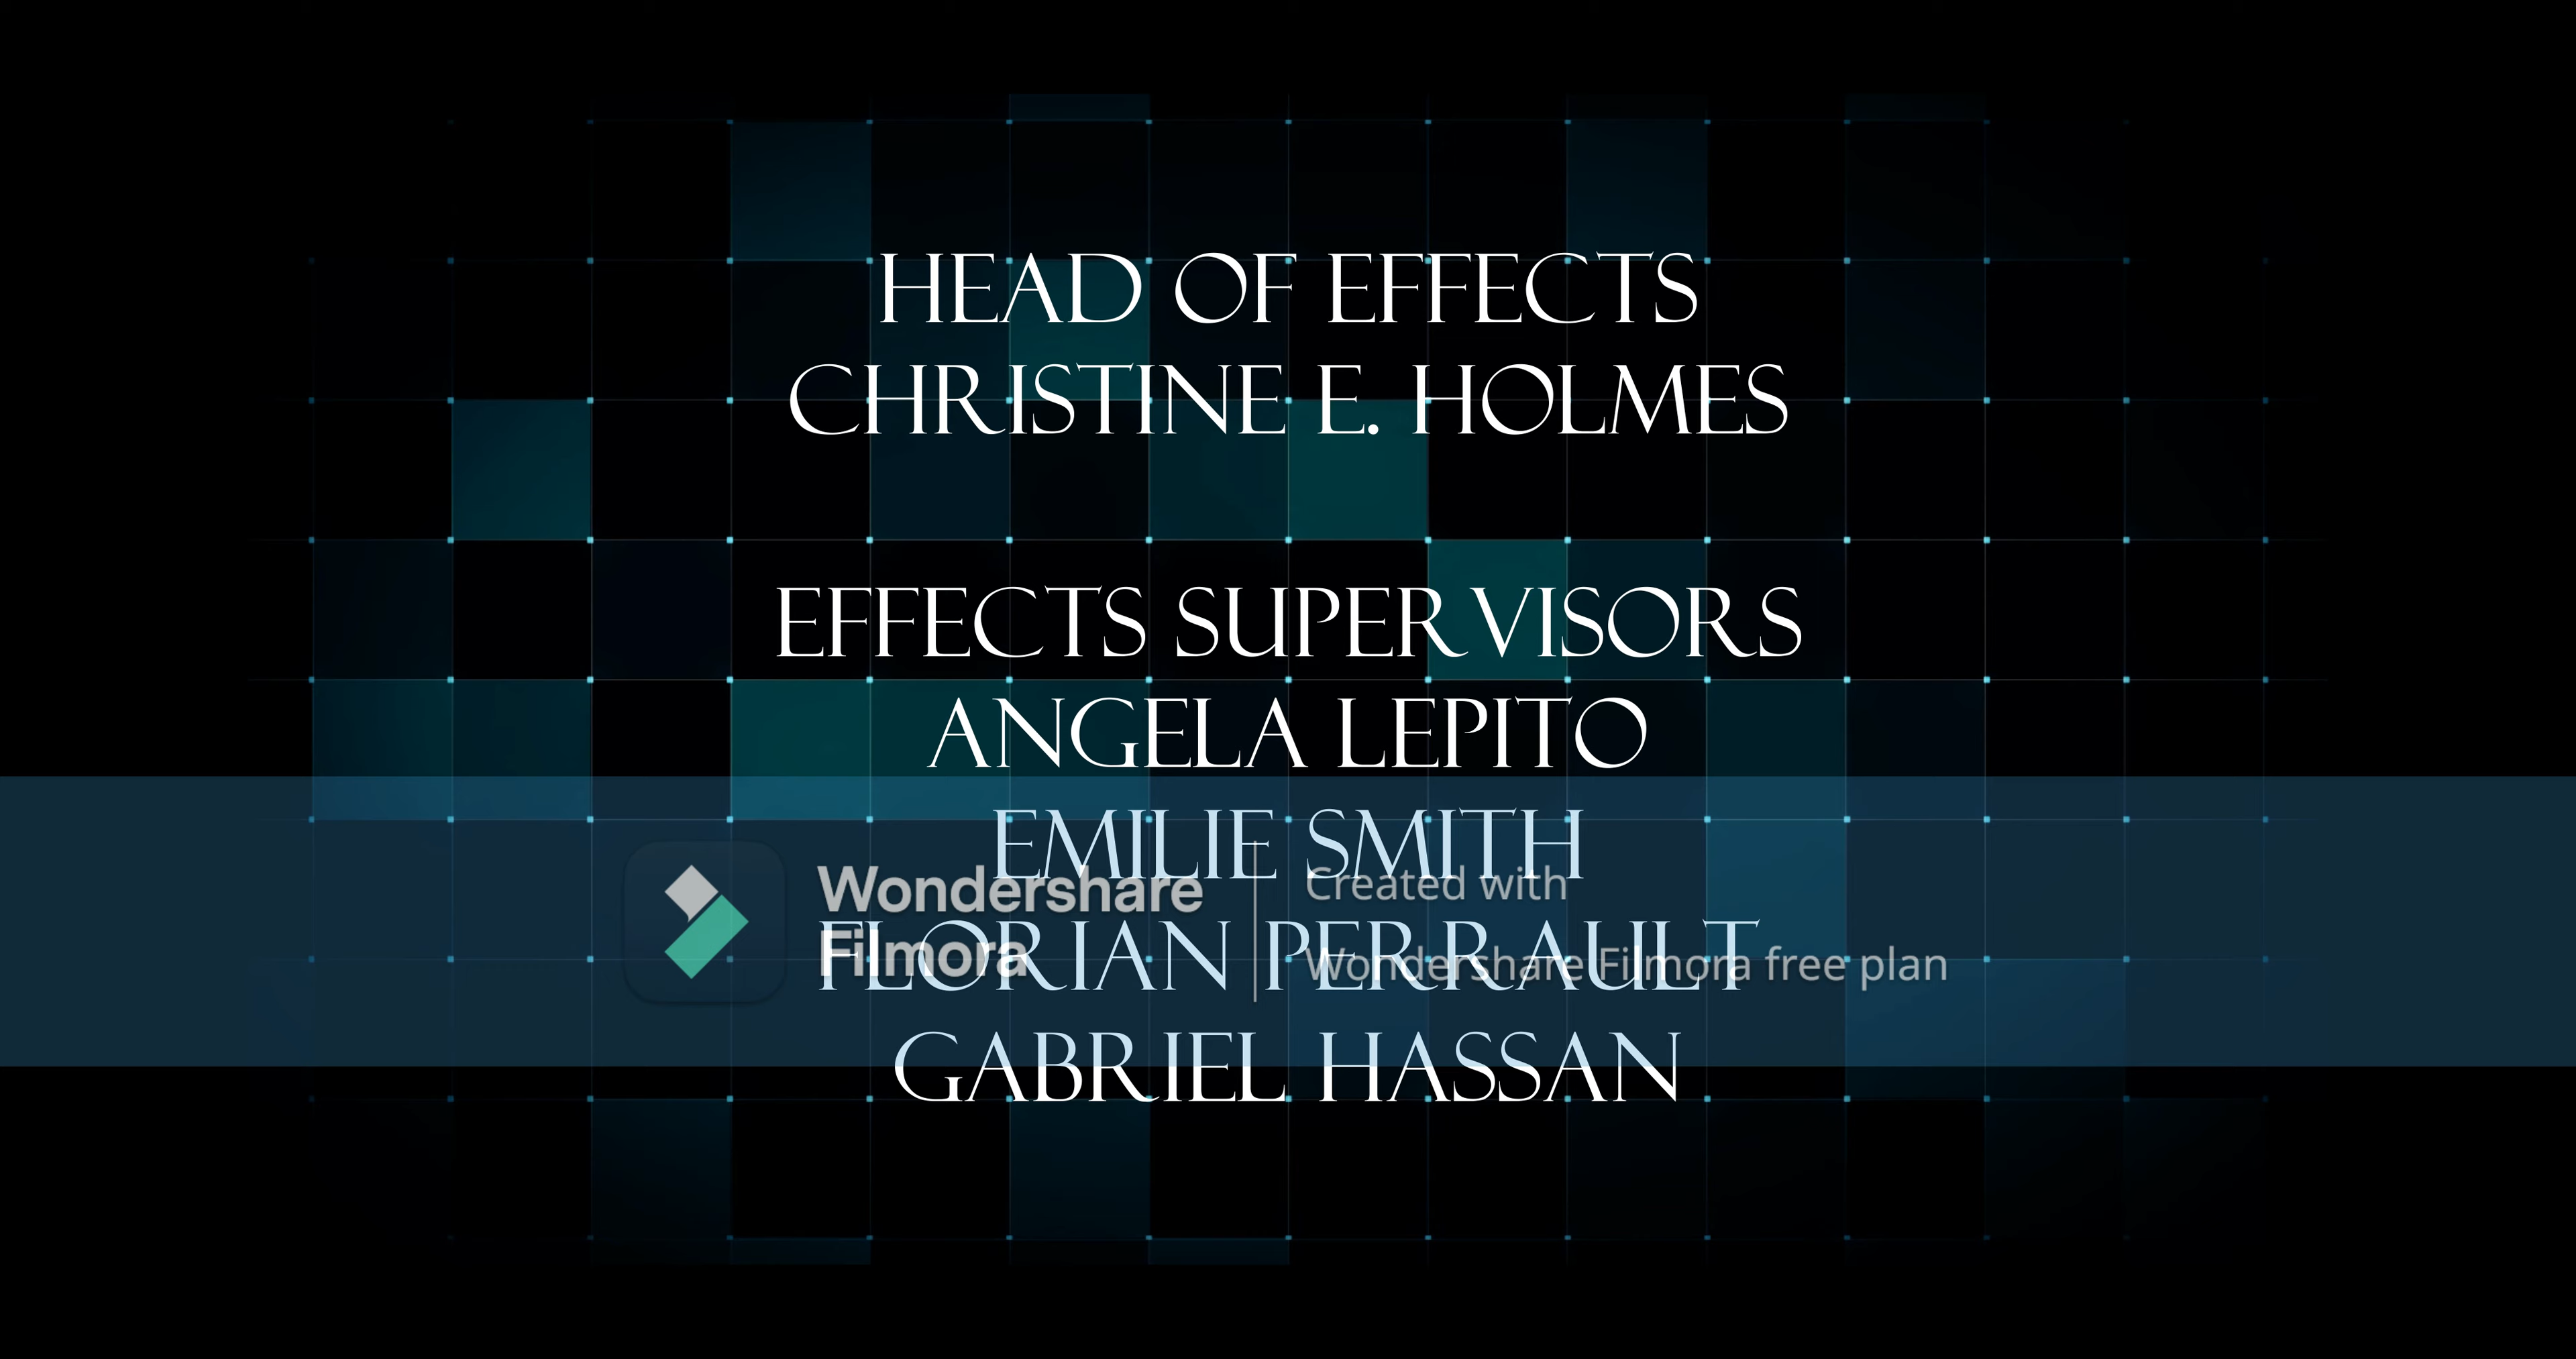 HEAD OF EFFECTS
CHRISTINE E. HOLMES
EFFECTS SUPERVISORS
ANGELA LEPITO
EMILIE SMITH
Wondershare
Filmora
Created with
Wondershare Filmora free plan
FLORIAN PERRAULT
GABRIEL HASSAN